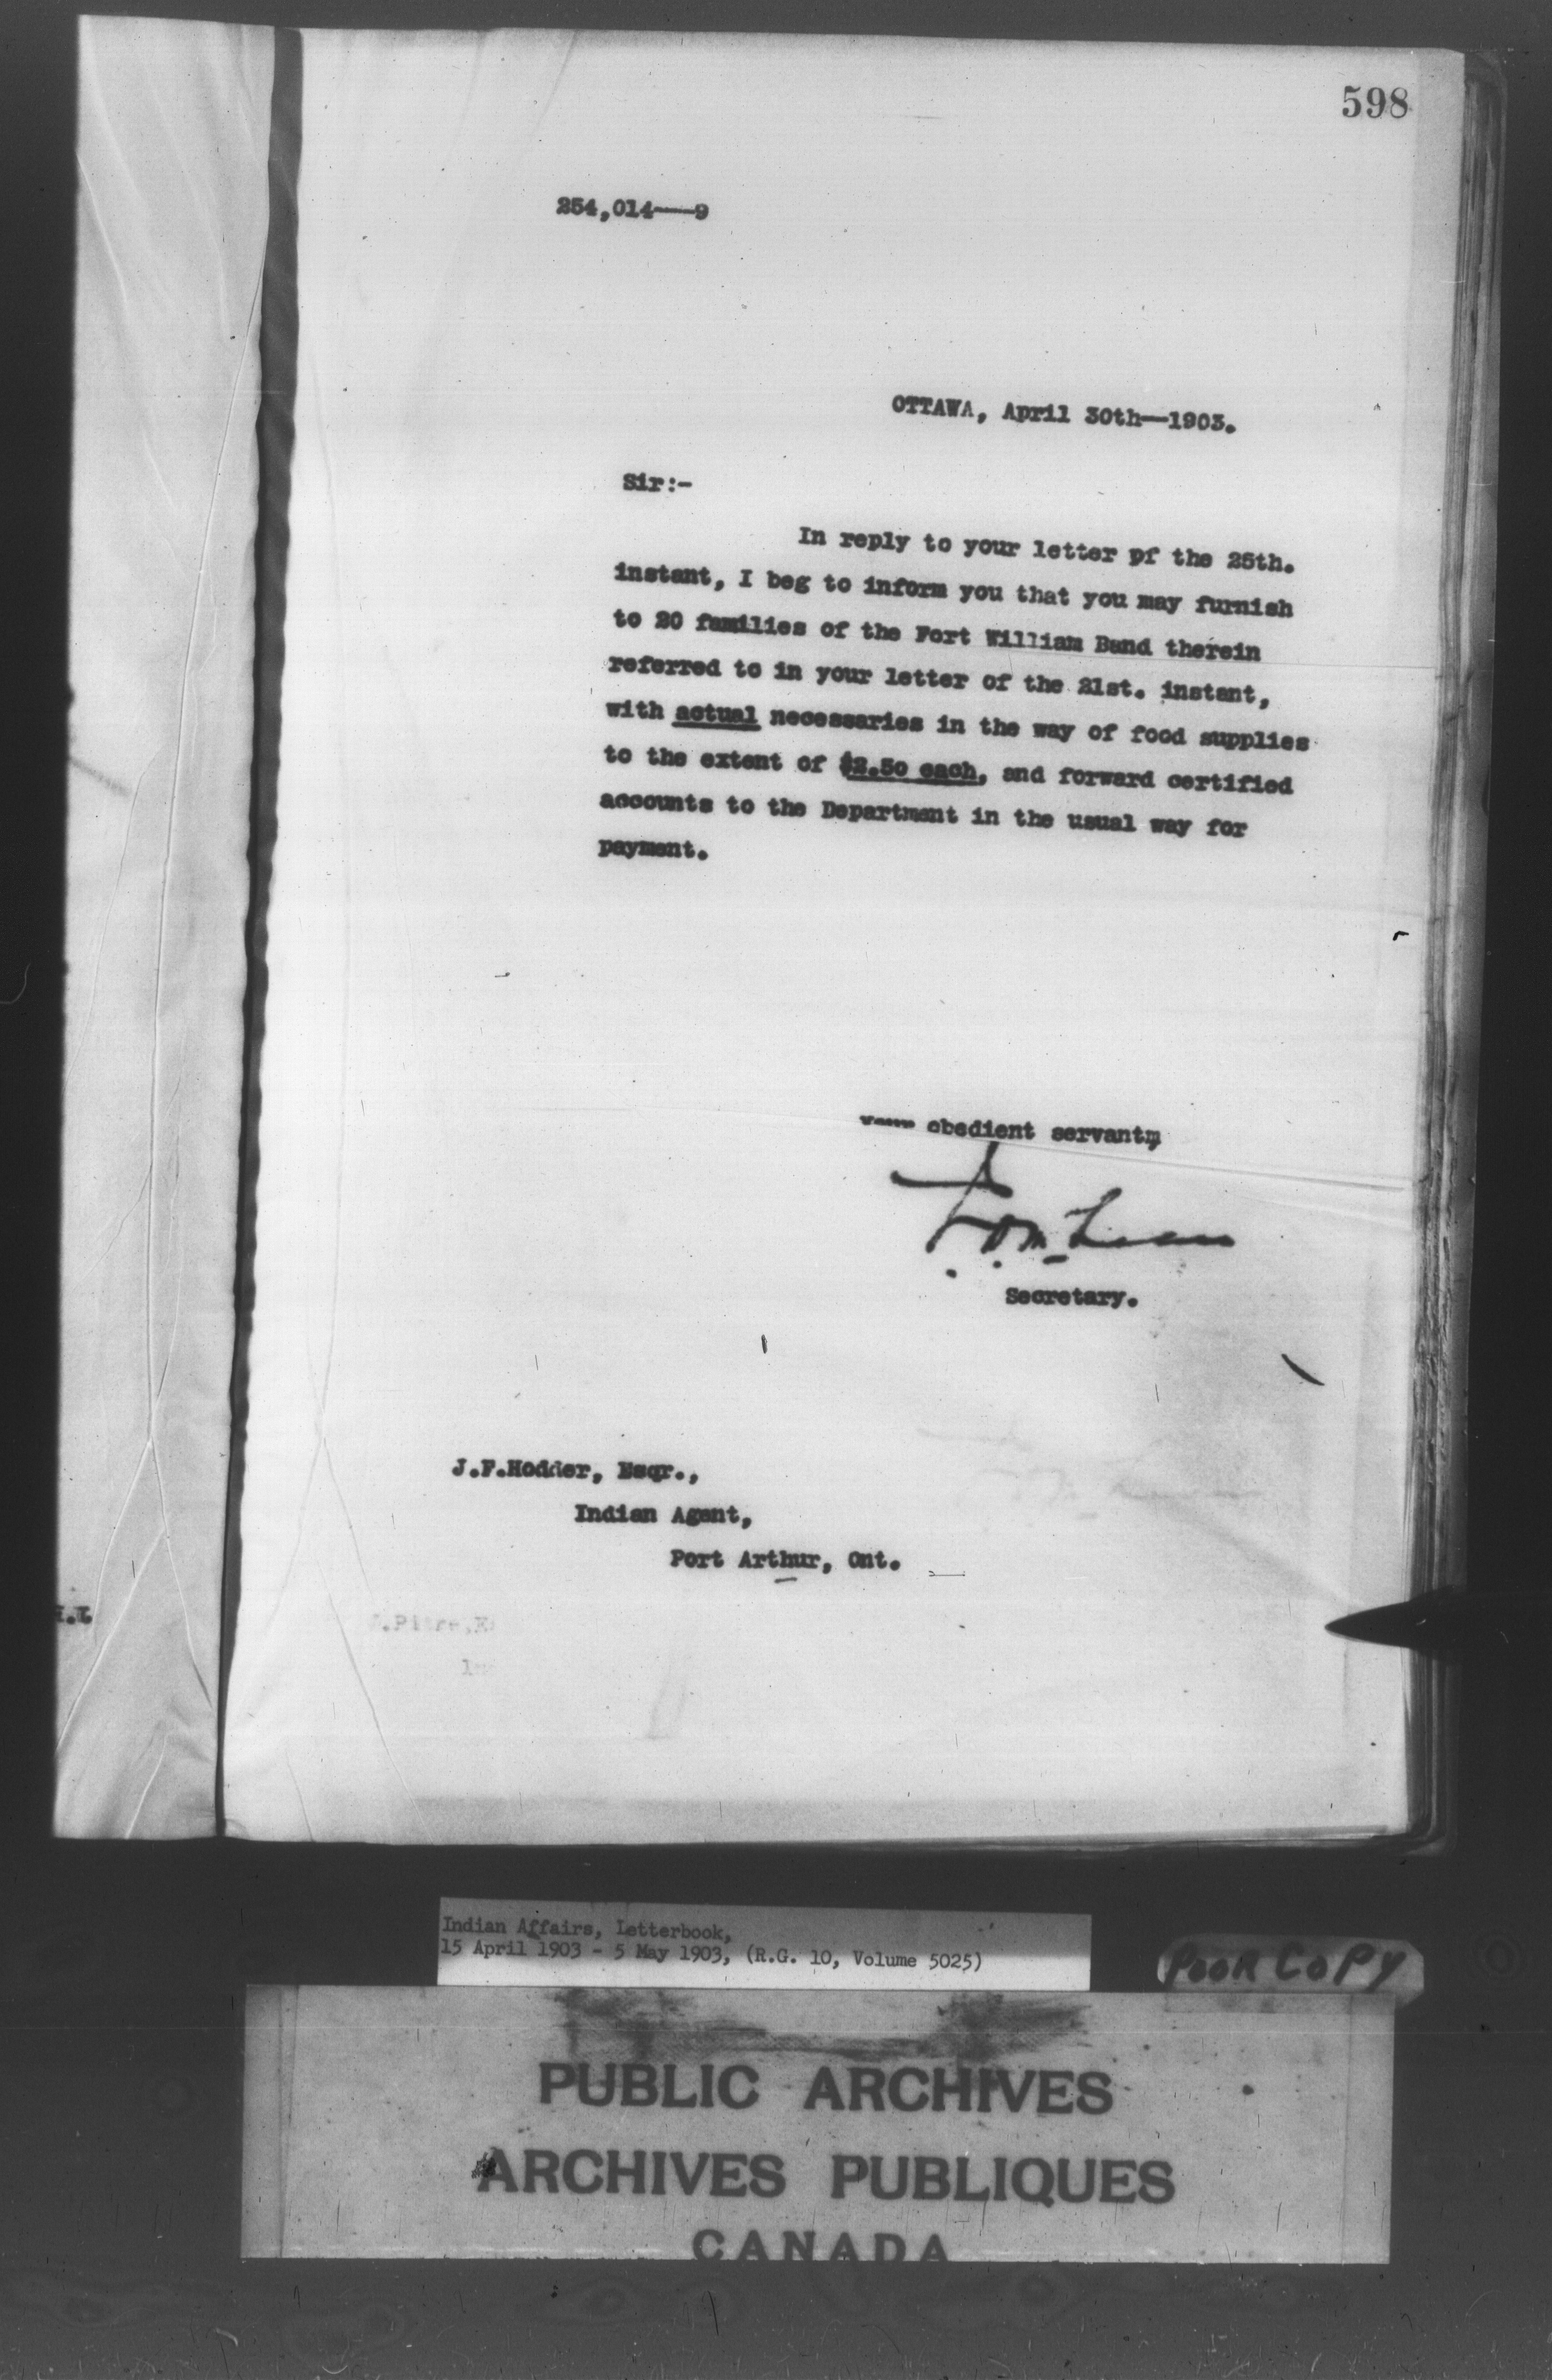 598
254,014---9
OTTAWA, April 30th--1903.
Sir:-
In reply to your letter pf the 25th.
instant, I beg to inform you that you may furnish
to 20 families of the Fort William Band therein
referred to in your letter of the 21st. instant,
with actual necessaries in the way of food supplies
to the extent of $2.50 each, and forward certified
accounts to the Department in the usual way for
payment.
obedient servantm
Secretary.
J.F.Hodder, Esqr.,
Indian Agent,
Port Arthur, Ont.
Indian Affairs, Letterbook,
15 April 1903 - 5 May 1903, (R.G. 10, Volume 5025)
POOR COPY
PUBLIC ARCHIVES
ARCHIVES PUBLIQUES
CANADA